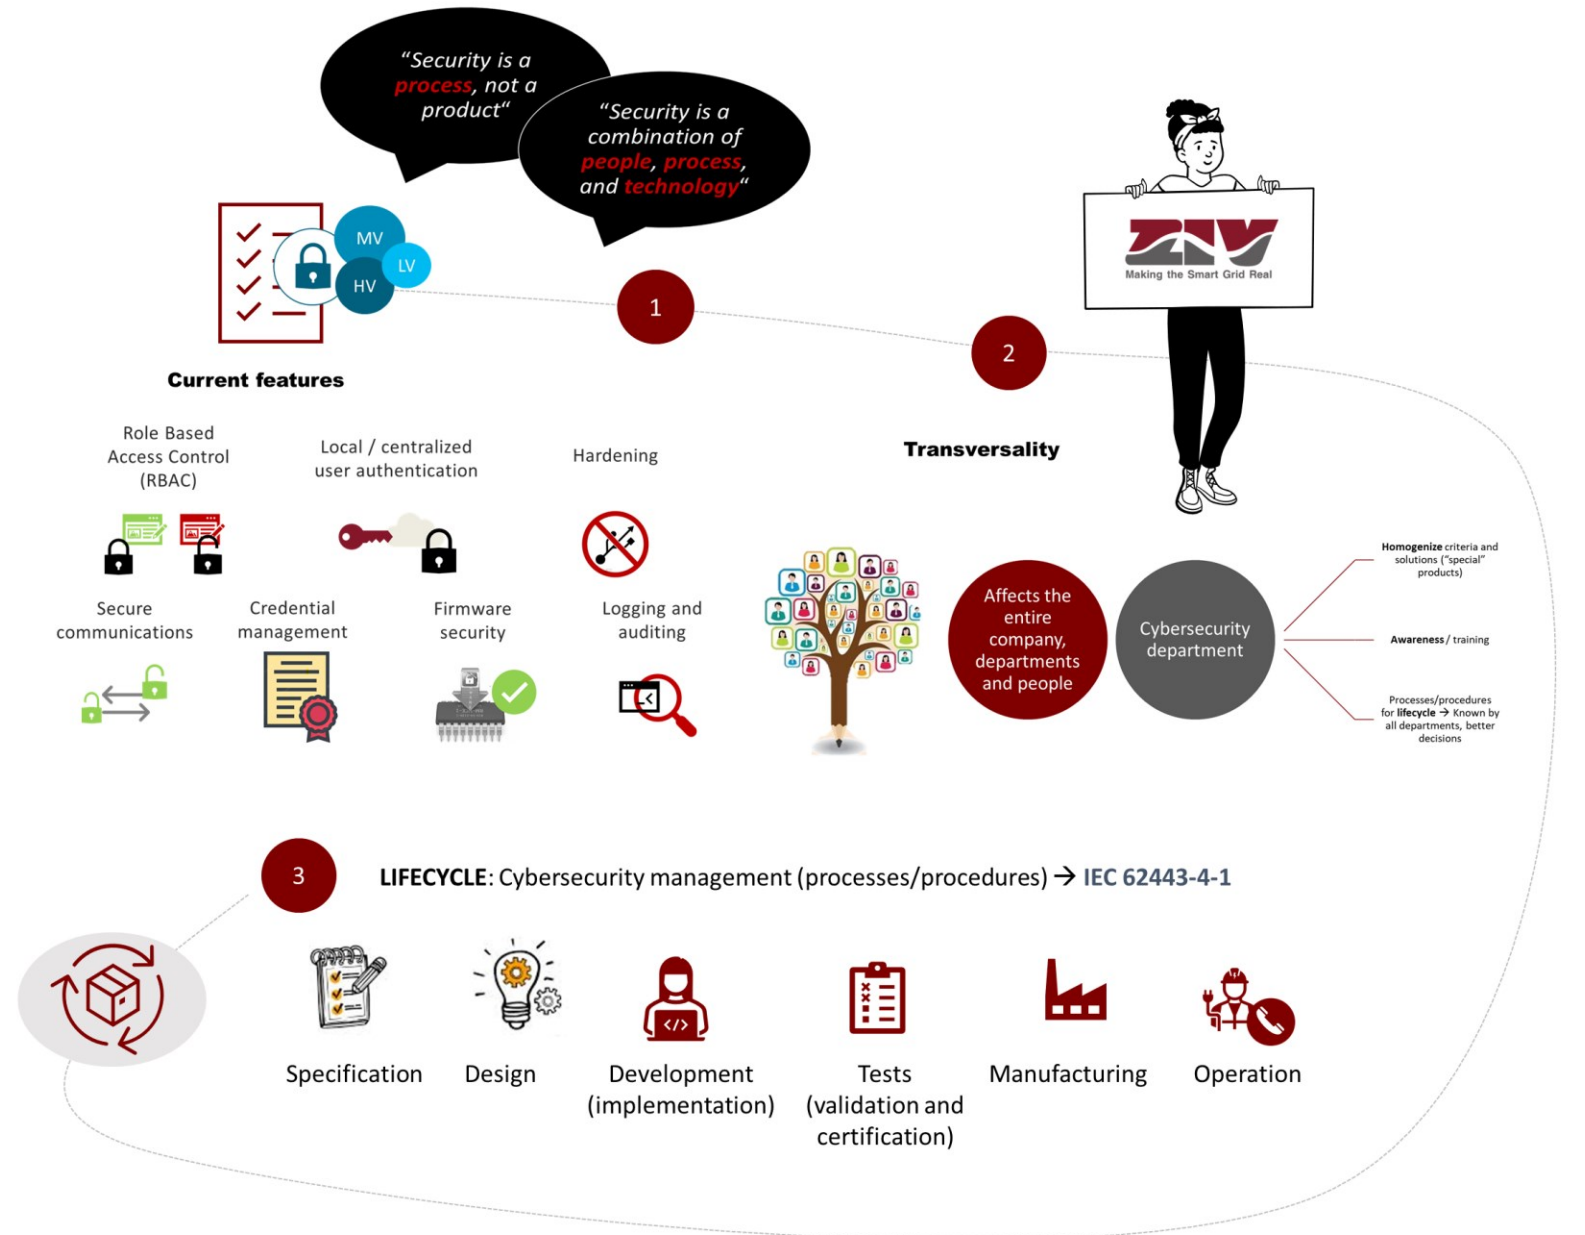 “Security is a
process, not a
product“
“Security is a
combination of
people, process,
and technology“
MV
LV
HV
1
2
ZIV
Making the Smart Grid Real
Current features
Role Based
Access Control
(RBAC)
Local / centralized
user authentication
Hardening
Secure
communications
Credential
management
Firmware
security
Logging and
auditing
Transversality
Affects the
entire
company,
departments
and people
Cybersecurity
department
Homogenize criteria and
solutions (“special”
products)
Awareness / training
Processes/procedures
for lifecycle → Known by
all departments, better
decisions
3
LIFECYCLE: Cybersecurity management (processes/procedures) → IEC 62443-4-1
Specification
Design
</>
Development
(implementation)
Tests
(validation and
certification)
Manufacturing
Operation